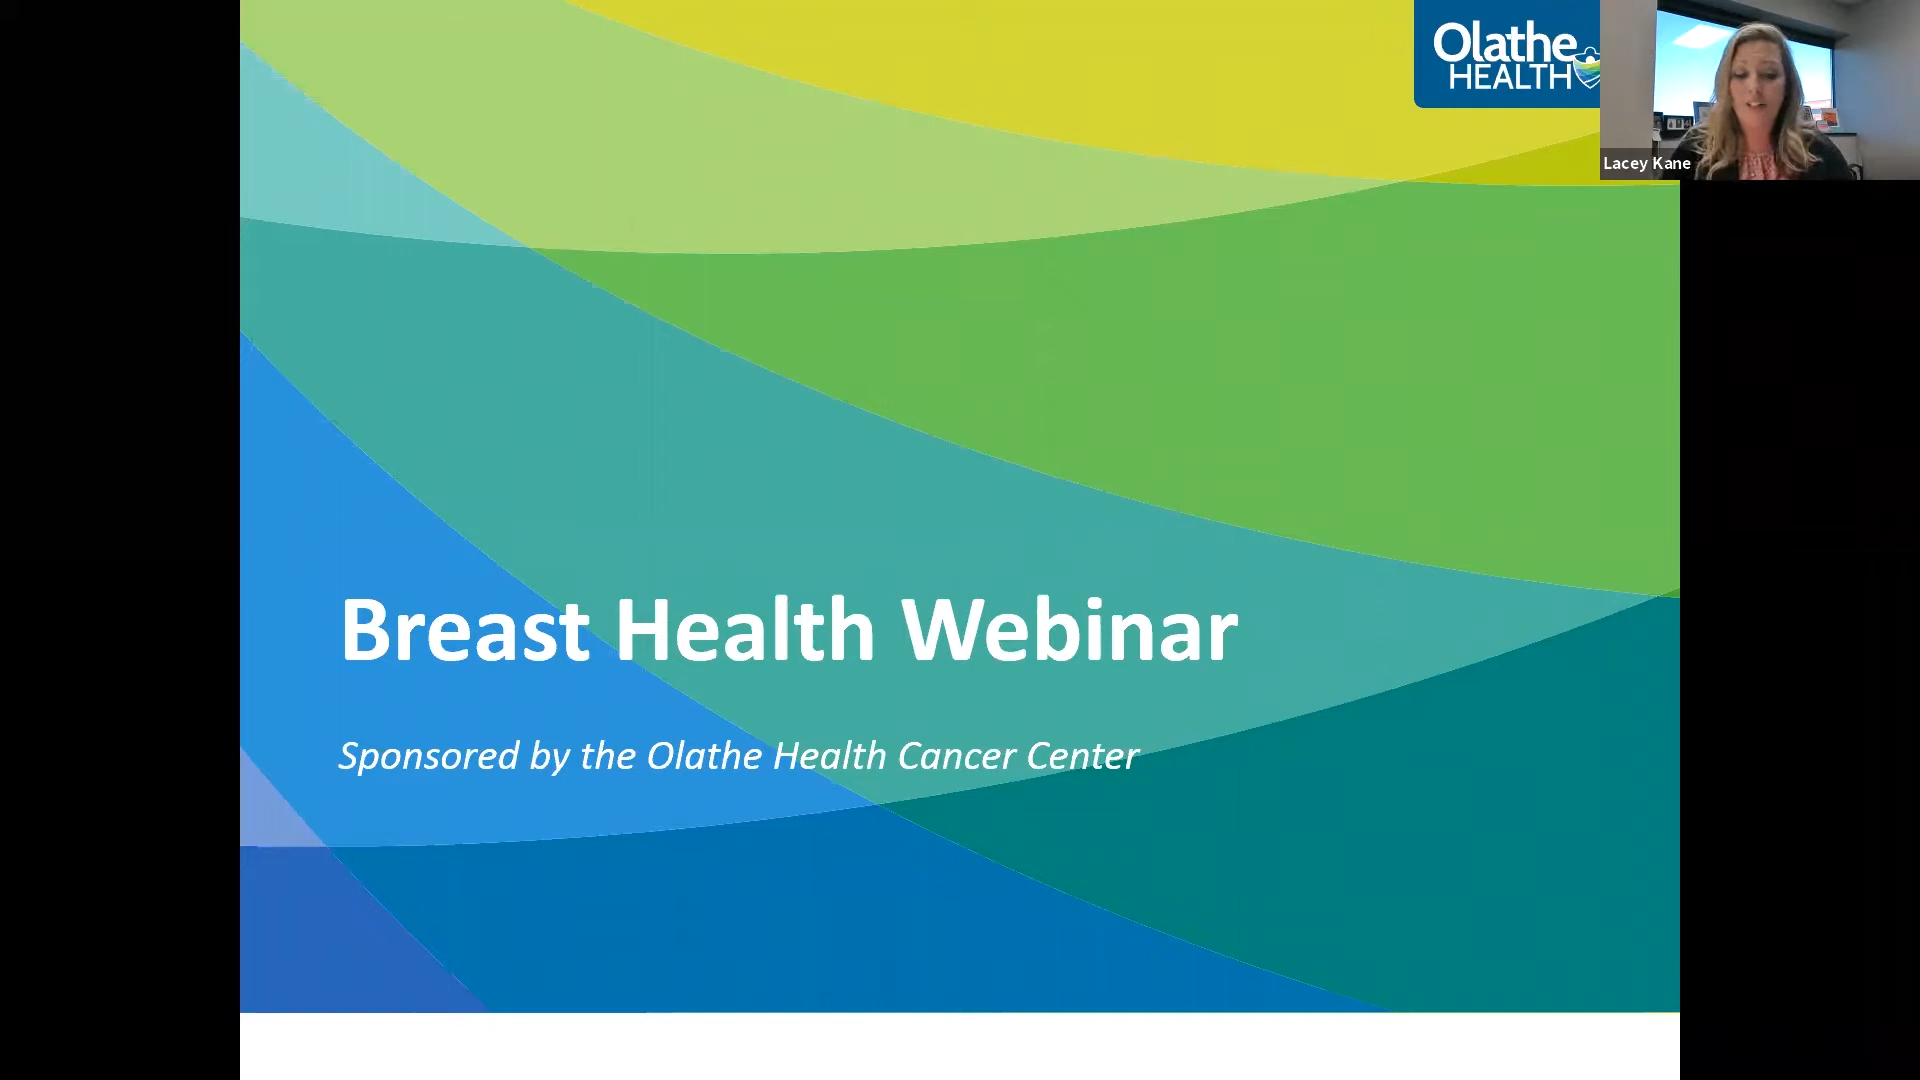 Olathe
HEALTH
Lacey Kane
Breast Health Webinar
Sponsored by the Olathe Health Cancer Center